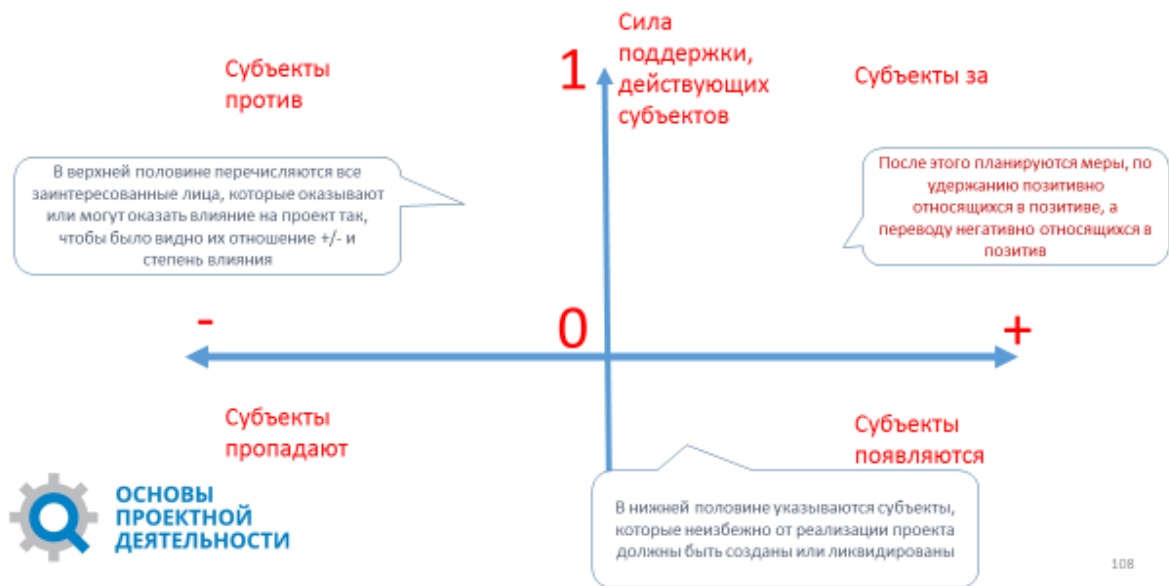 Субъекты
против
1
Сила
поддержки,
действующих
субъектов
Субъекты за
В верхней половине перечисляются все
заинтересованные лица, которые оказывают
или могут оказать влияние на проект так,
чтобы было видно их отношение +/- и
степень влияния
После этого планируются меры, по
удержанию позитивно
относящихся в позитиве, а
переводу негативно относящихся в
позитив
-
0
+
Субъекты
пропадают
Субъекты
появляются
В нижней половине указываются субъекты,
которые неизбежно от реализации проекта
должны быть созданы или ликвидированы
ОСНОВЫ
ПРОЕКТНОЙ
ДЕЯТЕЛЬНОСТИ
108